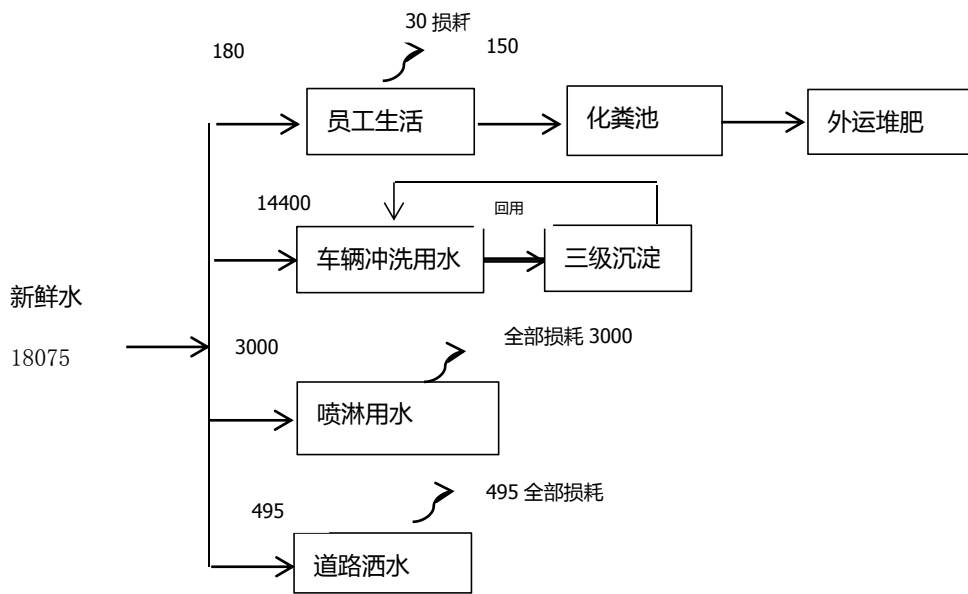 30 损耗
180
150
员工生活
化粪池
外运堆肥
14400
回用
车辆冲洗用水
三级沉淀
新鲜水
18075
3000
全部损耗 3000
喷淋用水
495
495 全部损耗
道路洒水